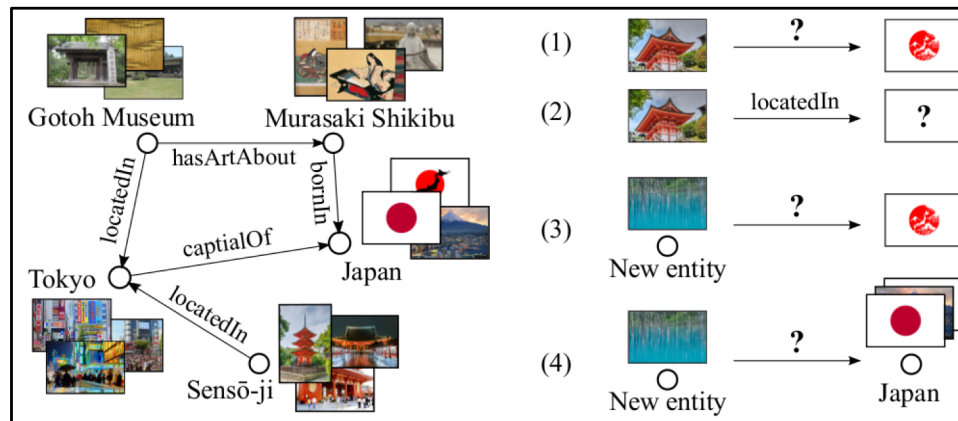 Gotoh Museum
Murasaki Shikibu
hasArtAbout
locatedIn
bornIn
captialOf
Tokyo
Japan
locatedIn
Sensō-ji
(1)
?
(2)
locatedIn
?
(3)
?
New entity
(4)
?
New entity
Japan